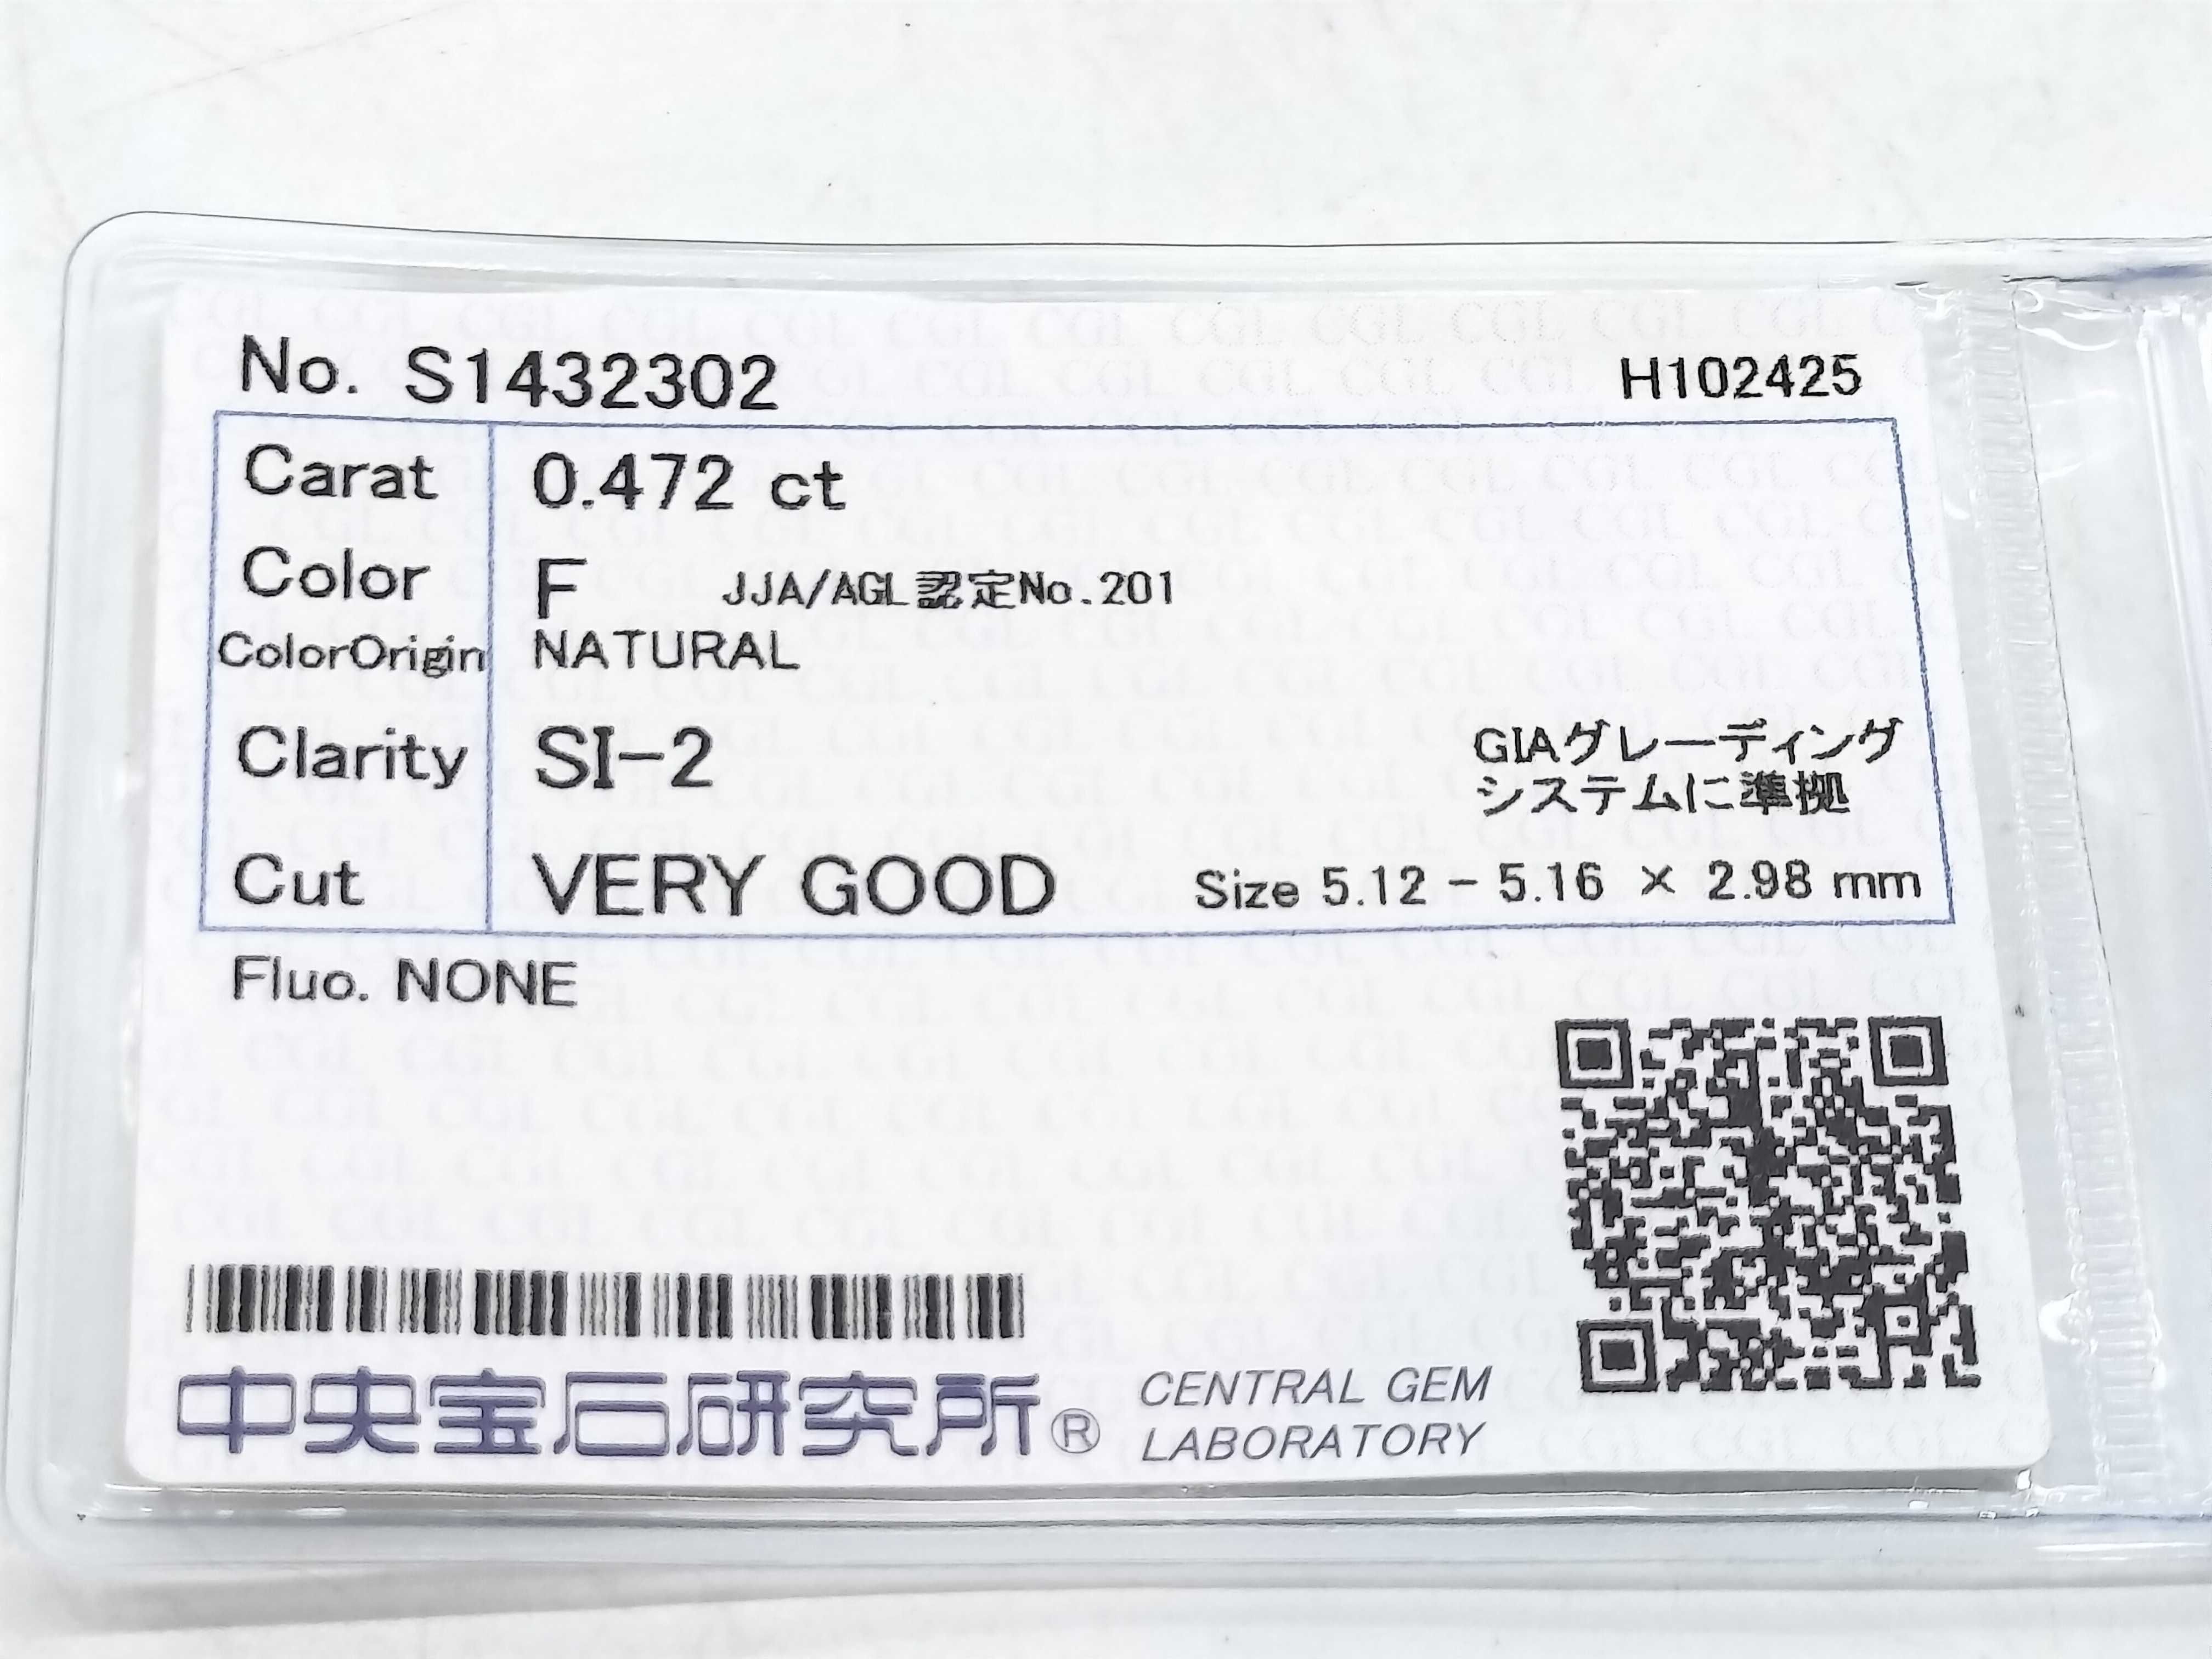 No. S1432302 H102425
Carat 0.472 ct
Color F JJA/AGL認定No.201
ColorOrigin NATURAL
Clarity SI-2 GIAグレーディング
システムに準拠
Cut VERY GOOD Size 5.12 - 5.16 × 2.98 mm
Fluo. NONE
中央宝石研究所® CENTRAL GEM
LABORATORY